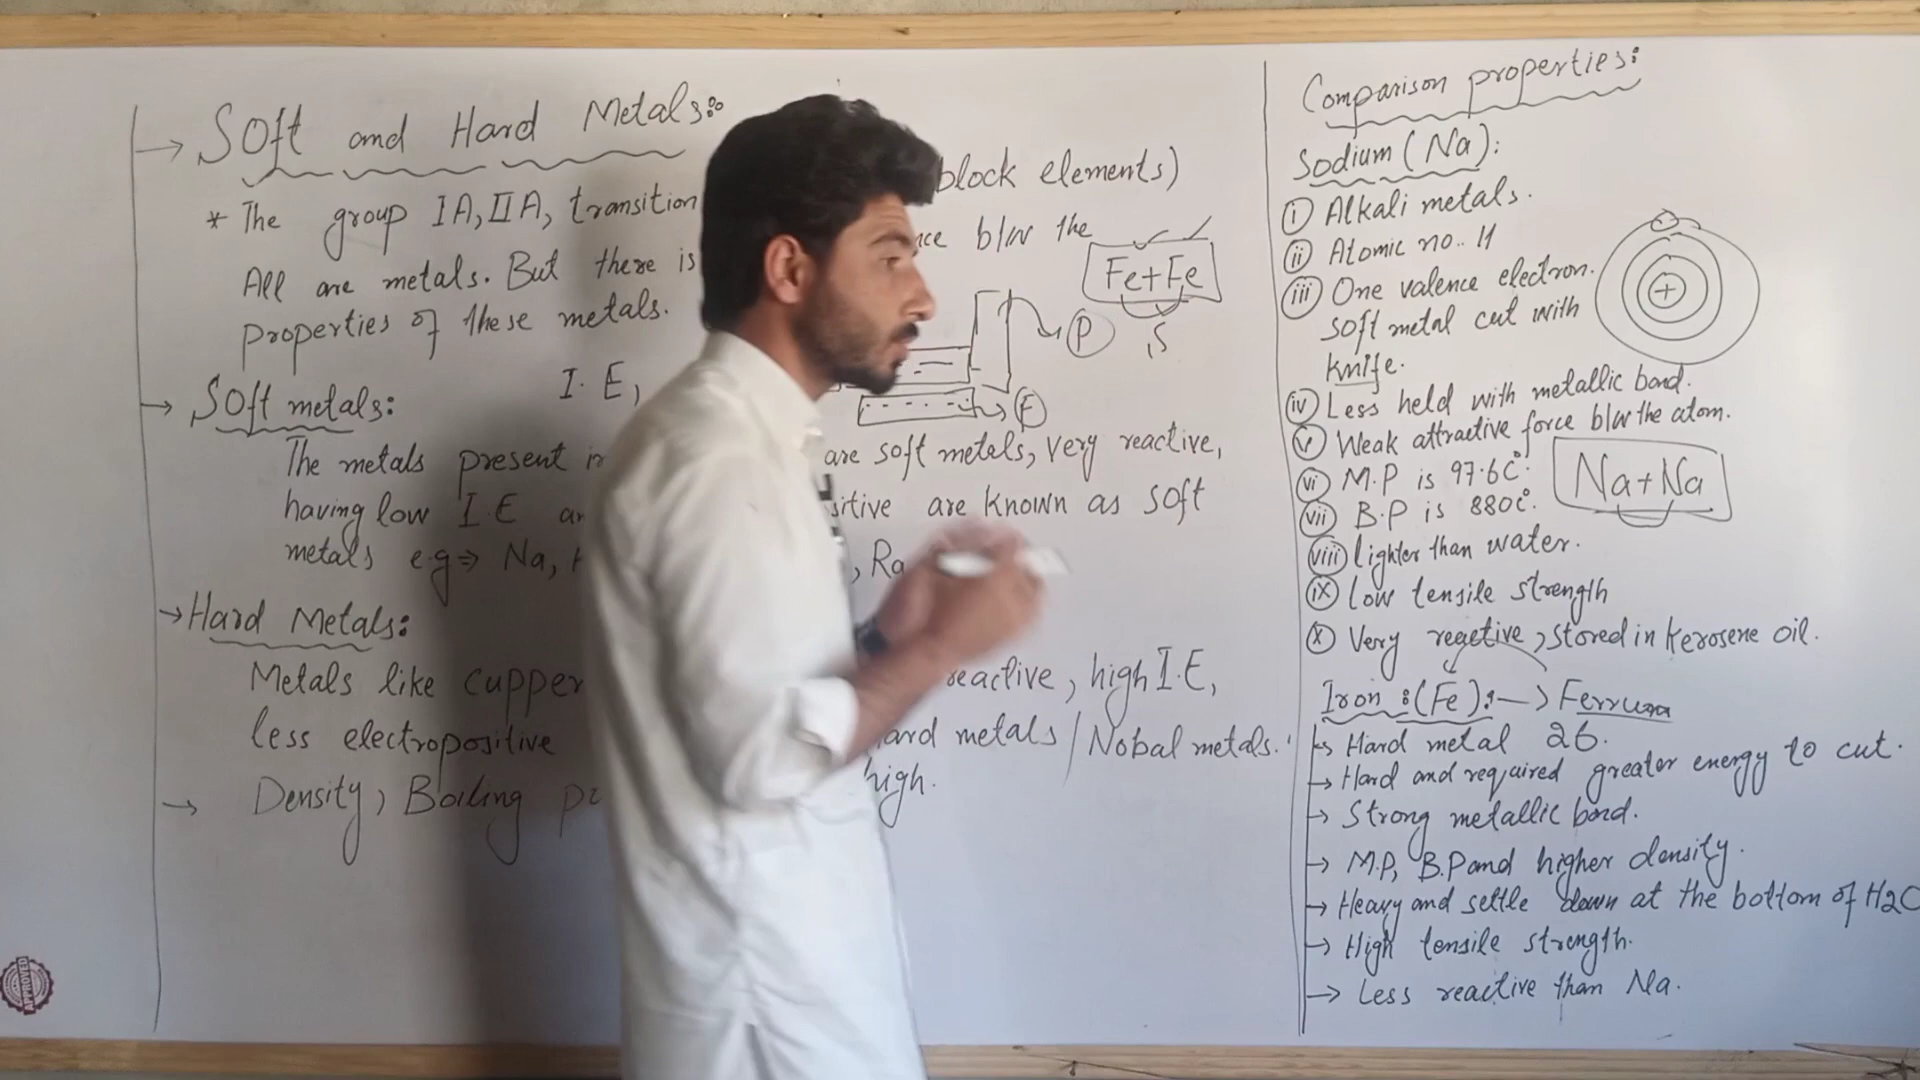 → Soft and Hard Metals:
* The group IA, IIA, transition block elements)
All are metals. But there is b/w the
properties of these metals.
Fe+Fe
P
S
I.E,
F
→ Soft metals:
The metals present in are soft metals, very reactive,
having low I.E are known as soft
metals e.g ⇒ Na, , Ra
→ Hard Metals:
Metals like cupper reactive, high I.E,
less electropositive hard metals / Nobal metals.
→ Density, Boiling high.
APPROVED
Comparison properties:
Sodium (Na):
(i) Alkali metals.
(ii) Atomic no.. 11
(iii) One valence electron.
soft metal cut with
knife.
+
(iv) Less held with metallic bond.
(v) Weak attractive force b/w the atom.
(vi) M.P is 97.6C°.
(vii) B.P is 880C°.
Na+Na
(viii) lighter than water.
(ix) low tensile strength
(x) Very reactive, stored in Kerosene oil.
Iron :(Fe):—> Ferrum
→ Hard metal 26.
→ Hard and required greater energy to cut.
→ Strong metallic bond.
→ M.P, B.P and higher density.
→ Heavy and settle down at the bottom of H2O
→ High tensile strength.
→ Less reactive than Na.